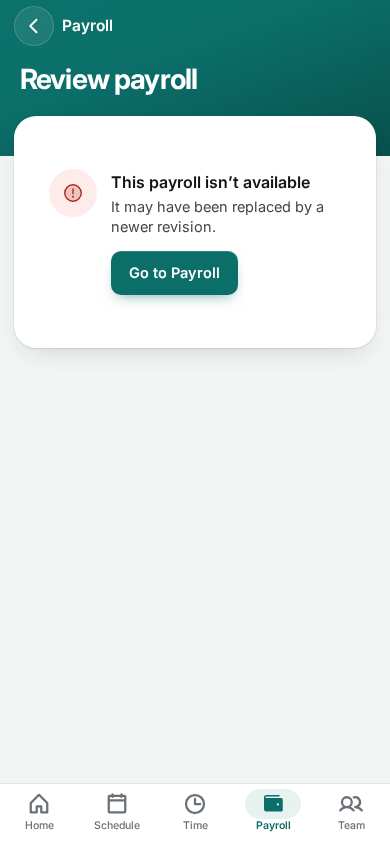 Payroll
Review payroll
This payroll isn’t available
It may have been replaced by a
newer revision.
Go to Payroll
Home
Schedule
Time
Payroll
Team